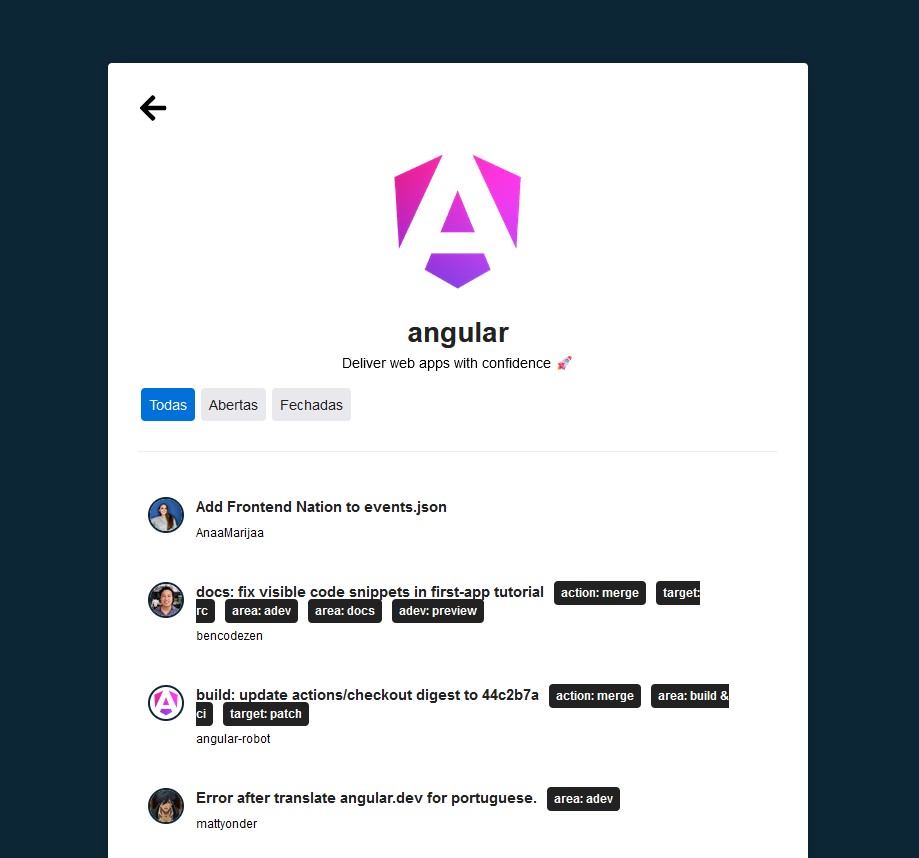 angular
Deliver web apps with confidence 🚀
Todas Abertas Fechadas
Add Frontend Nation to events.json
AnaaMarijaa
docs: fix visible code snippets in first-app tutorial action: merge target:
rc area: adev area: docs adev: preview
bencodezen
build: update actions/checkout digest to 44c2b7a action: merge area: build &
ci target: patch
angular-robot
Error after translate angular.dev for portuguese. area: adev
mattyonder